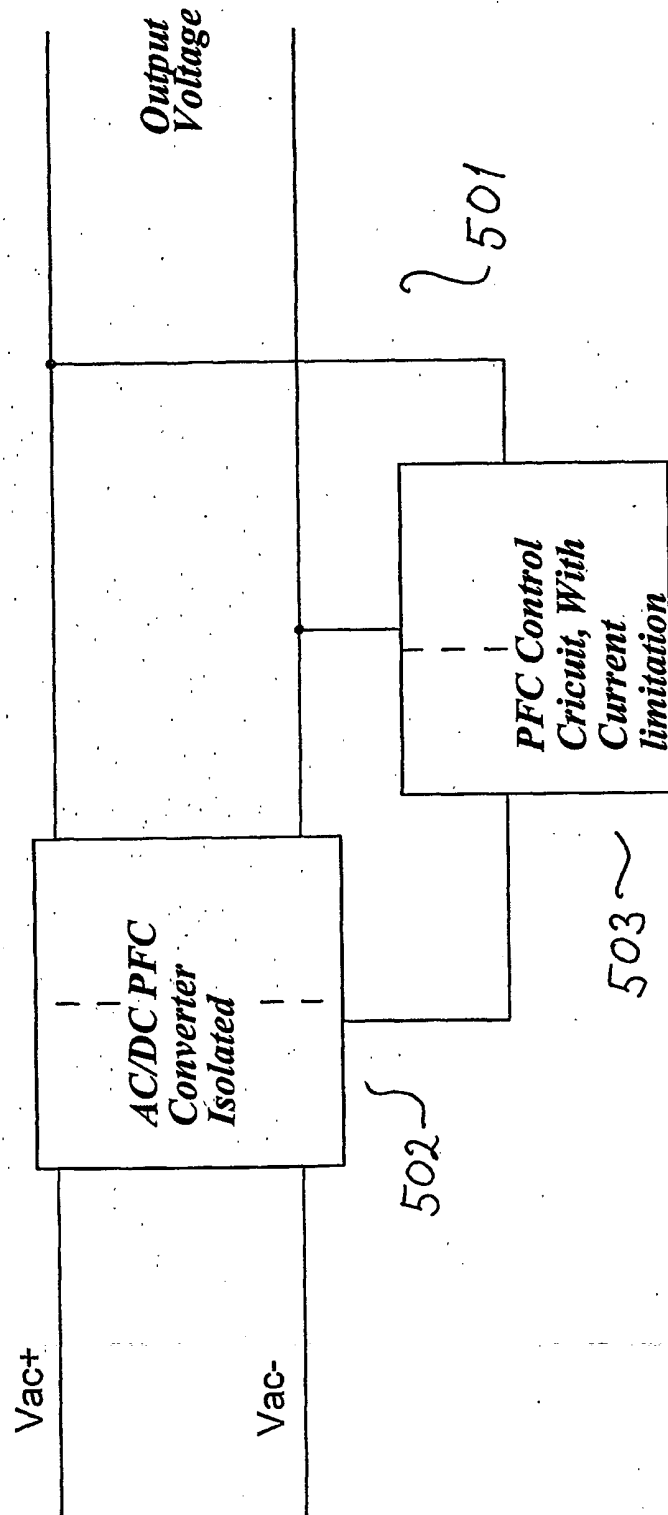 Vac+
Vac-
AC/DC PFC
Converter
Isolated
502
503
PFC Control
Cricuit, With
Current
limitation
501
Output
Voltage